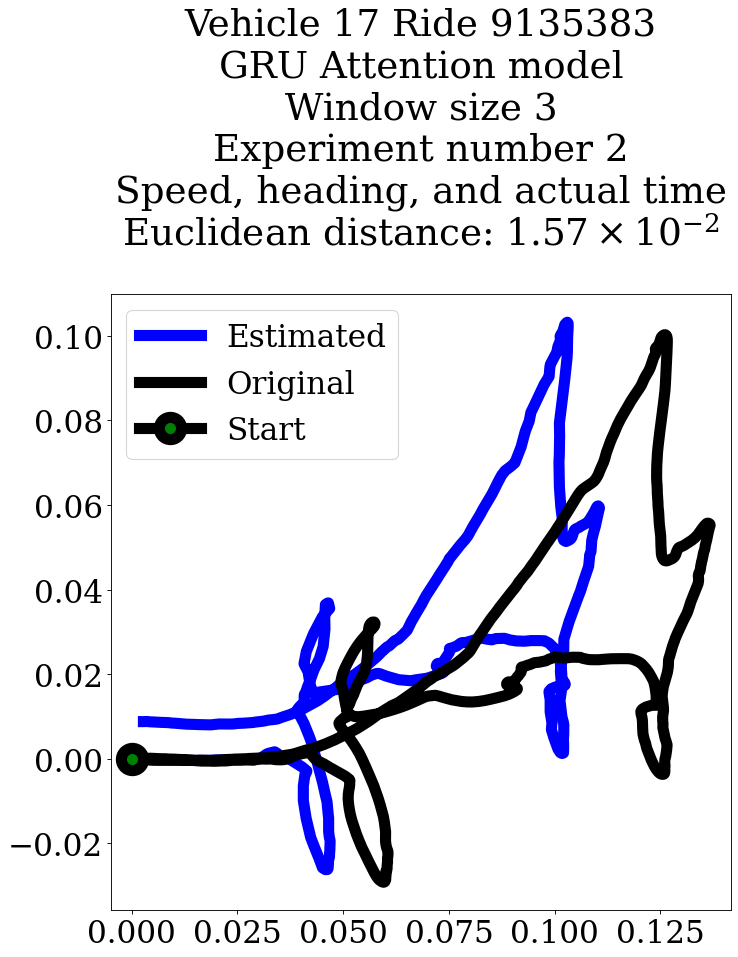 Vehicle 17 Ride 9135383
GRU Attention model
Window size 3
Experiment number 2
Speed, heading, and actual time
Euclidean distance: 1.57 × 10⁻²
Estimated
Original
Start
0.10
0.08
0.06
0.04
0.02
0.00
−0.02
0.000 0.025 0.050 0.075 0.100 0.125